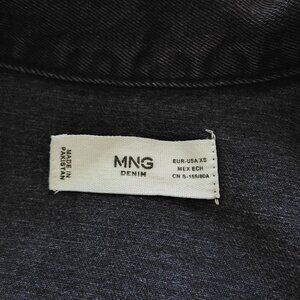 MADE IN
PAKISTAN
MNG
DENIM
EUR-USA XS
MEX ECH
CN S-155/80A